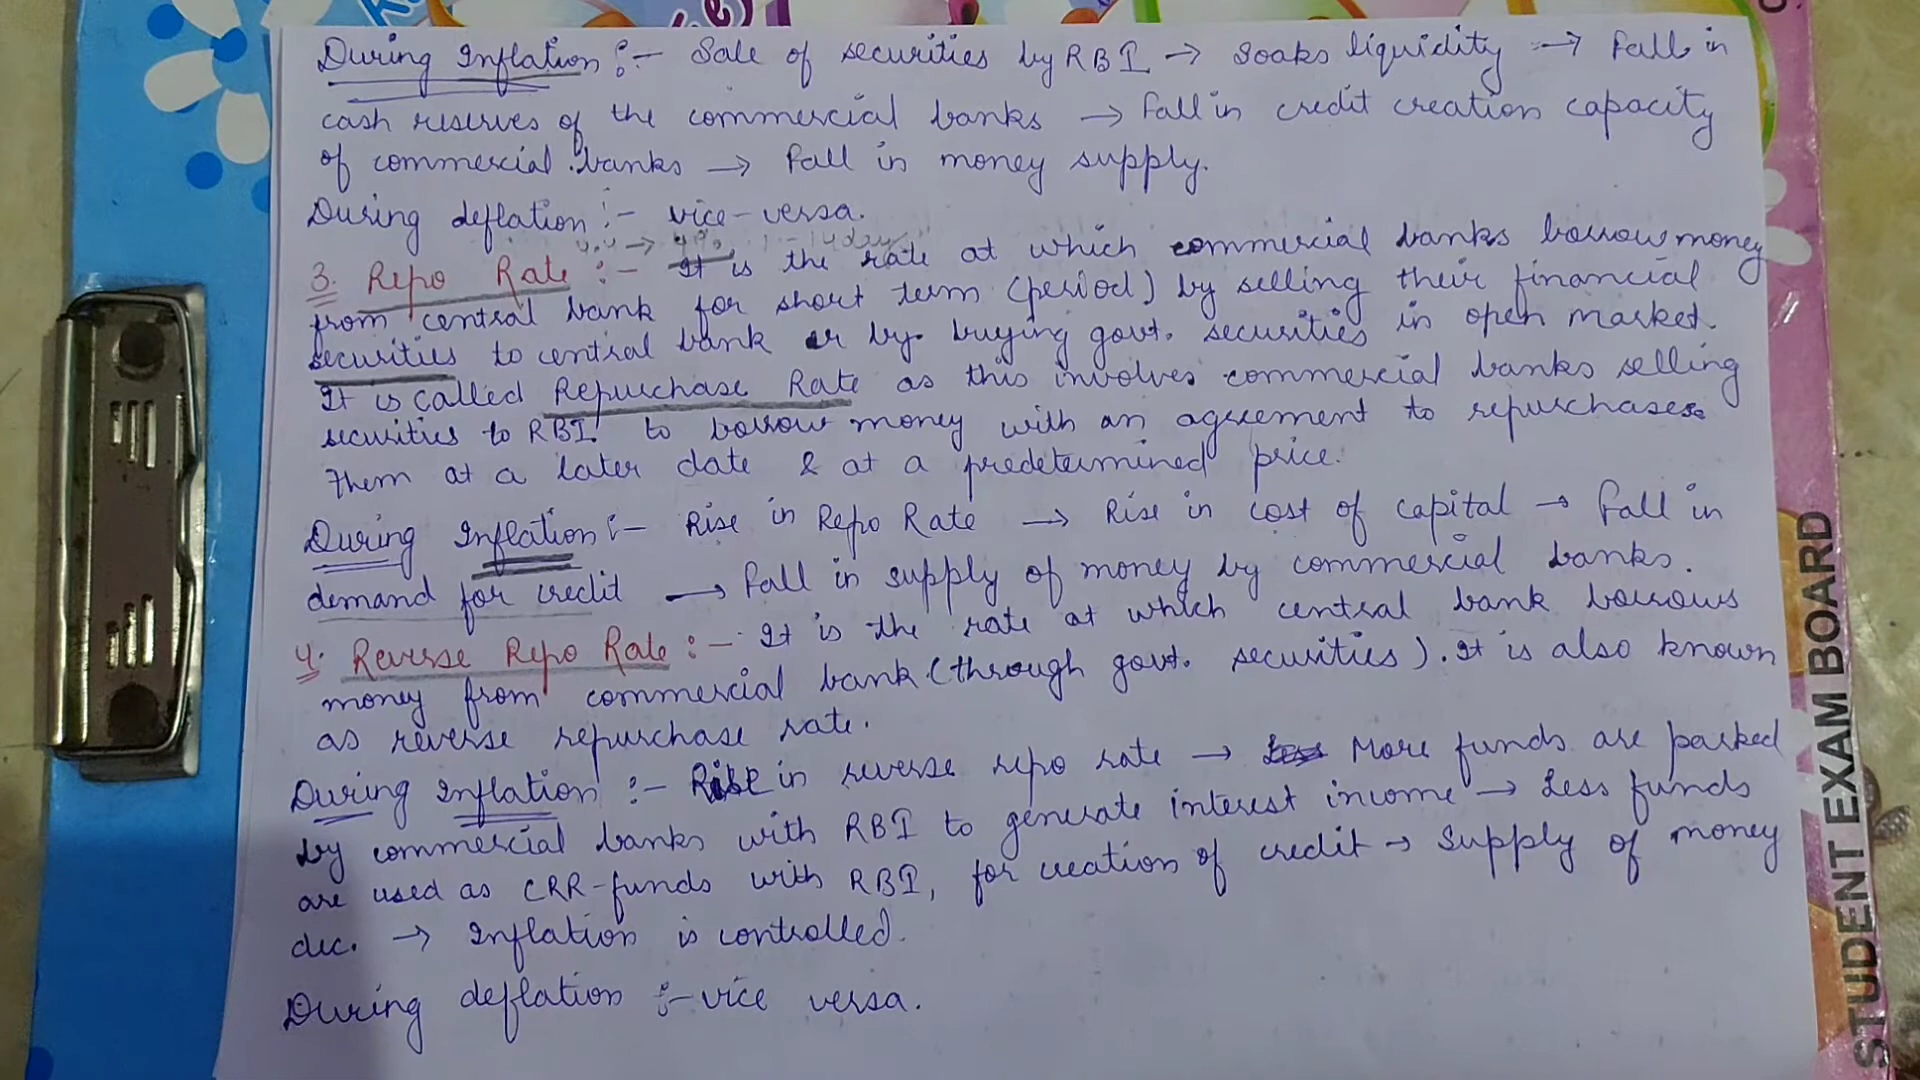 During Inflation :- Sale of securities by RBI → Soaks liquidity → Fall in
cash reserves of the commercial banks → Fall in credit creation capacity
of commercial banks → Fall in money supply.
During deflation :- vice-versa.
3. Repo Rate :- It is the rate at which commercial banks borrow money
from central bank for short term (period) by selling their financial
securities to central bank or by buying govt. securities in open market.
It is called Repurchase Rate as this involves commercial banks selling
securities to RBI to borrow money with an agreement to repurchases
them at a later date & at a predetermined price.
During Inflation :- Rise in Repo Rate → Rise in cost of capital → Fall in
demand for credit → Fall in supply of money by commercial banks.
4. Reverse Repo Rate :- It is the rate at which central bank borrows
money from commercial bank (through govt. securities). It is also known
as reverse repurchase rate.
During Inflation :- Rise in reverse repo rate → More funds are parked
by commercial banks with RBI to generate interest income → Less funds
are used as CRR-funds with RBI, for creation of credit → Supply of money
dec. → Inflation is controlled.
During deflation :- vice versa.
STUDENT EXAM BOARD